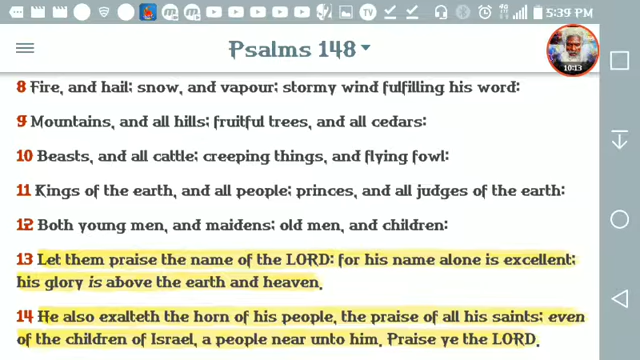 5:39 PM
Psalms 148
10:13
8 Fire, and hail; snow, and vapour; stormy wind fulfilling his word:
9 Mountains, and all hills; fruitful trees, and all cedars:
10 Beasts, and all cattle; creeping things, and flying fowl:
11 Kings of the earth, and all people; princes, and all judges of the earth:
12 Both young men, and maidens; old men, and children:
13 Let them praise the name of the LORD: for his name alone is excellent;
his glory is above the earth and heaven.
14 He also exalteth the horn of his people, the praise of all his saints; even
of the children of Israel, a people near unto him. Praise ye the LORD.